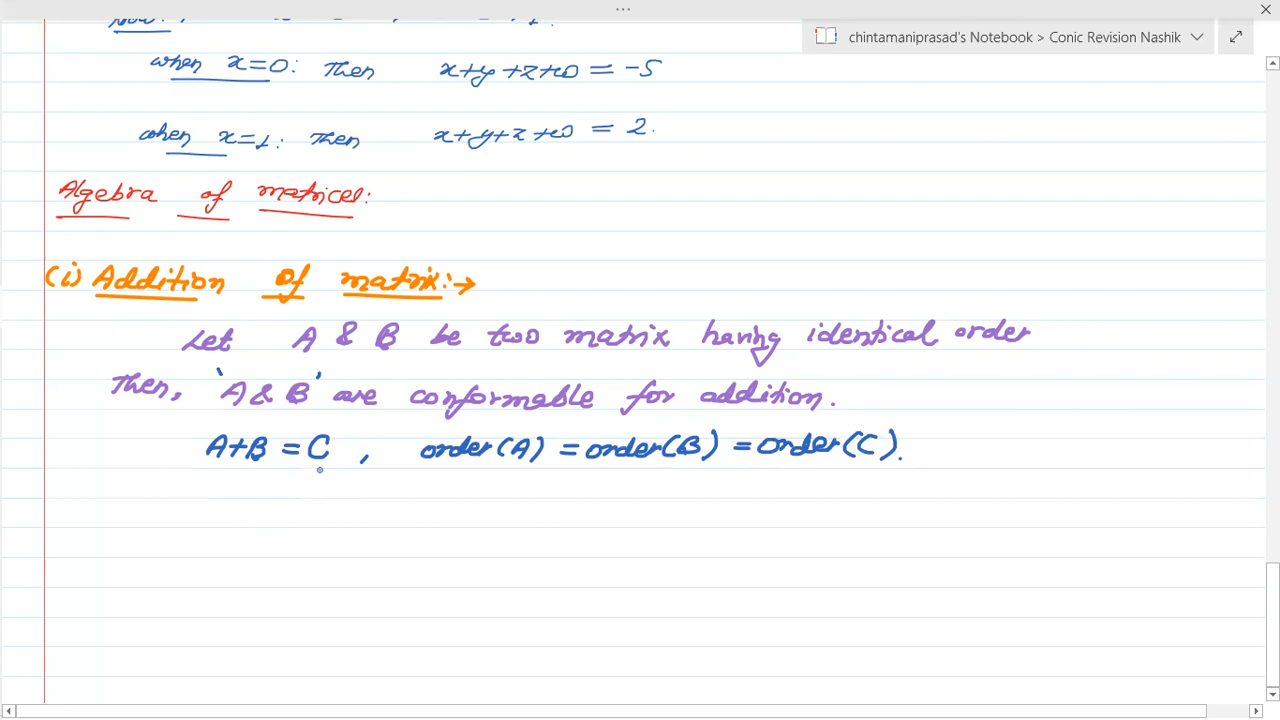 ...
chintamaniprasad's Notebook > Conic Revision Nashik
Now:
when x=0: Then x+y+z+ω = -5
when x=1: Then x+y+z+ω = 2.
Algebra of matrices:
(i) Addition of matrix:→
Let A & B be two matrix having identical order
Then, 'A & B' are conformable for addition.
A+B = C , order(A) = order(B) = order(C).